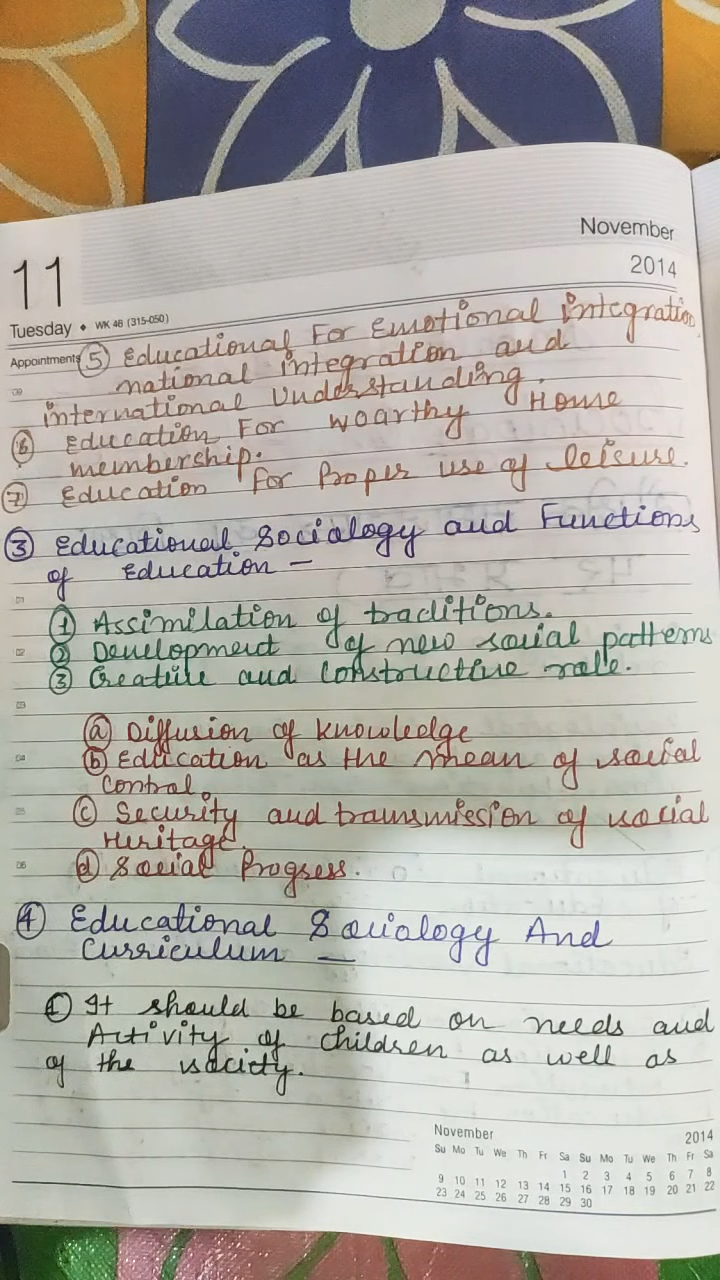 November
11
2014
Tuesday ♦ WK 46 (315-050)
Appointments ⑤ Educational For Emotional integration
national integration and
international Understanding.
⑥ Education For woarthy House
membership.
⑦ Education For Proper use of leisure.
③ Educational Socialogy and Functions
of Education —
① Assimilation of traditions.
② Development of new social patterns
③ Creative and Constructive role.
ⓐ Diffusion of knowledge
ⓑ Education as the mean of social
Control.
ⓒ Security and transmission of social
Heritage.
ⓓ Social Progress.
④ Educational Sociology And
Curriculum —
① It should be based on needs and
Activity of children as well as
of the society.
November 2014
Su Mo Tu We Th Fr Sa Su Mo Tu We Th Fr Sa
1 2 3 4 5 6 7 8
9 10 11 12 13 14 15 16 17 18 19 20 21 22
23 24 25 26 27 28 29 30